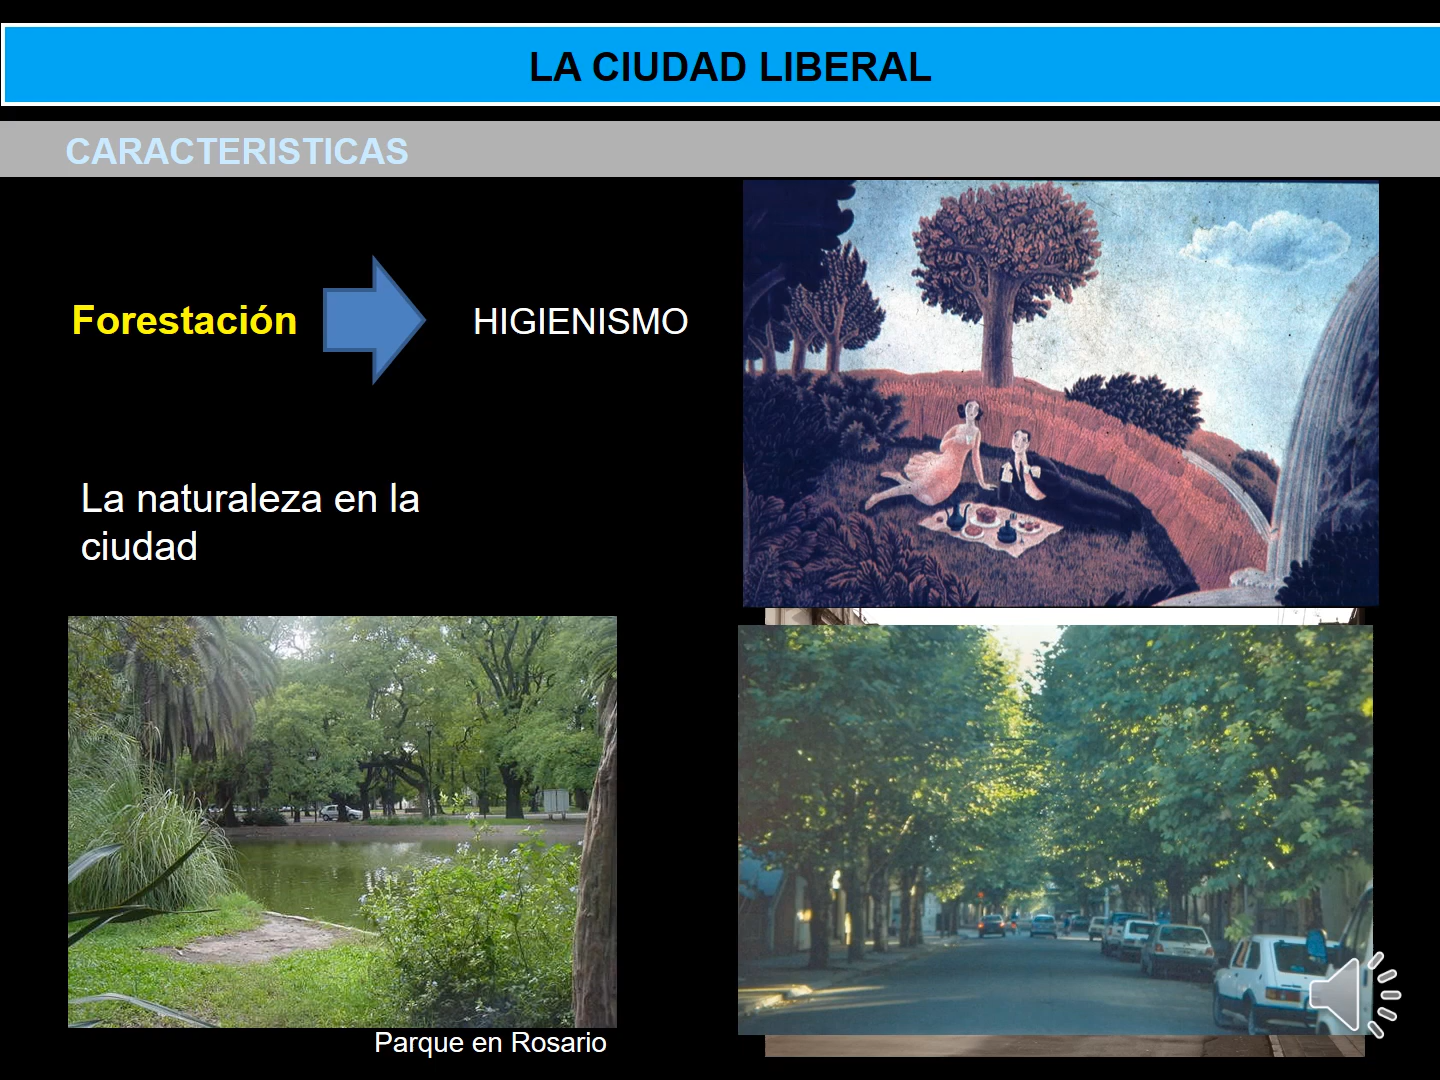 LA CIUDAD LIBERAL
CARACTERISTICAS
Forestación
HIGIENISMO
La naturaleza en la
ciudad
Parque en Rosario